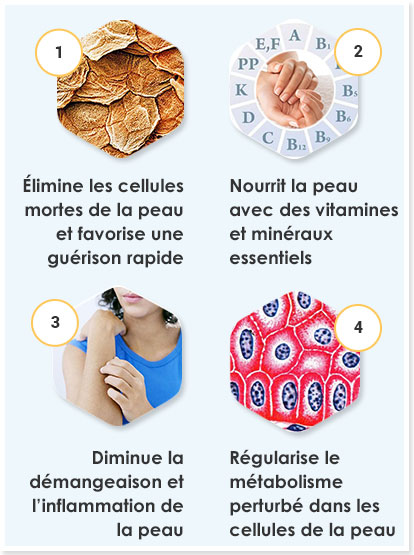 1
Élimine les cellules
mortes de la peau
et favorise une
guérison rapide
2
PP
E,F
A
B1
B5
B6
B9
B12
C
D
K
Nourrit la peau
avec des vitamines
et minéraux
essentiels
3
Diminue la
démangeaison et
l’inflammation de
la peau
4
Régularise le
métabolisme
perturbé dans les
cellules de la peau